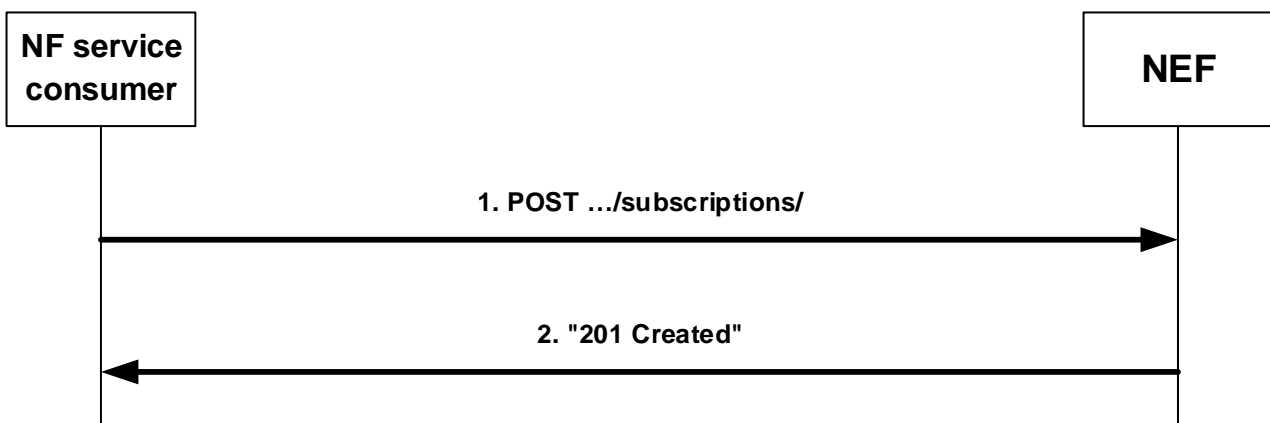 NF service
consumer
NEF
1. POST …/subscriptions/
2. "201 Created"